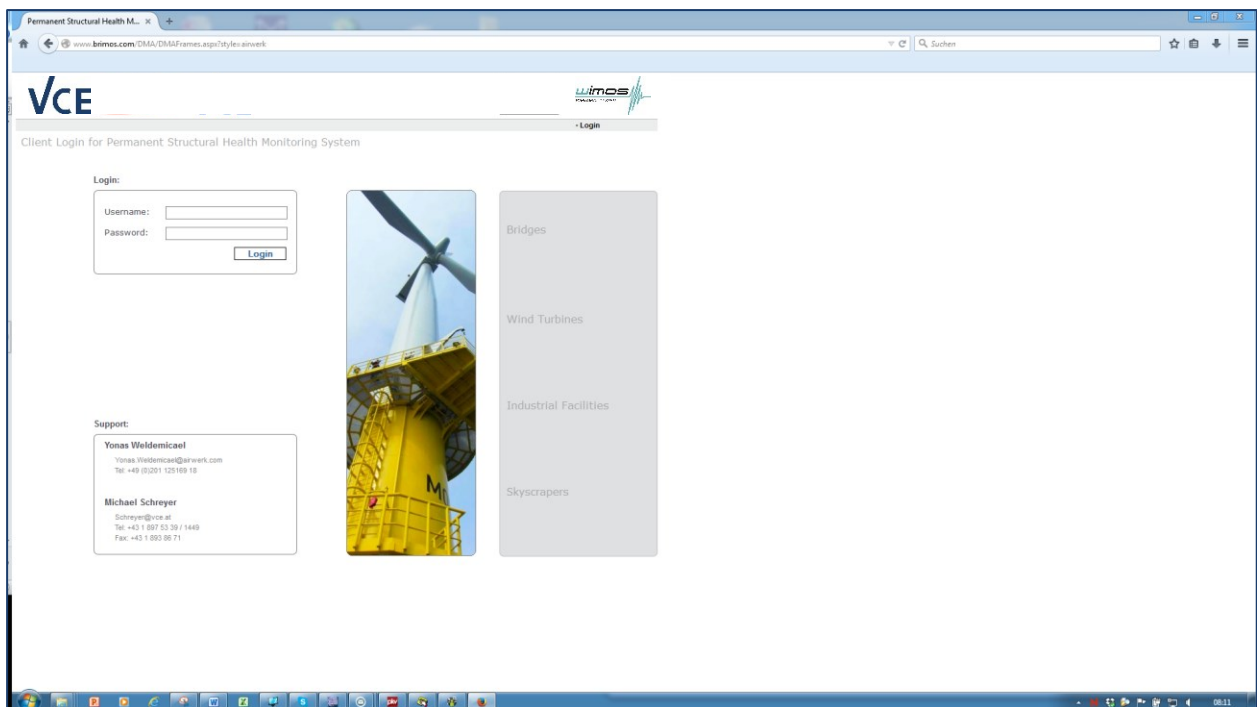 Permanent Structural Health M...
www.brimos.com/DMA/DMAFrames.aspx?style=airwerk
Suchen
VCE
wimos
- Login
Client Login for Permanent Structural Health Monitoring System
Login:
Username:
Password:
Login
Bridges
Wind Turbines
Industrial Facilities
Skyscrapers
Support:
Yonas Weldemicael
Yonas.Weldemicael@airwerk.com
Tel: +49 (0)201 125169 18
Michael Schreyer
Schreyer@vce.at
Tel: +43 1 897 53 39 / 1449
Fax: +43 1 893 86 71
06:11